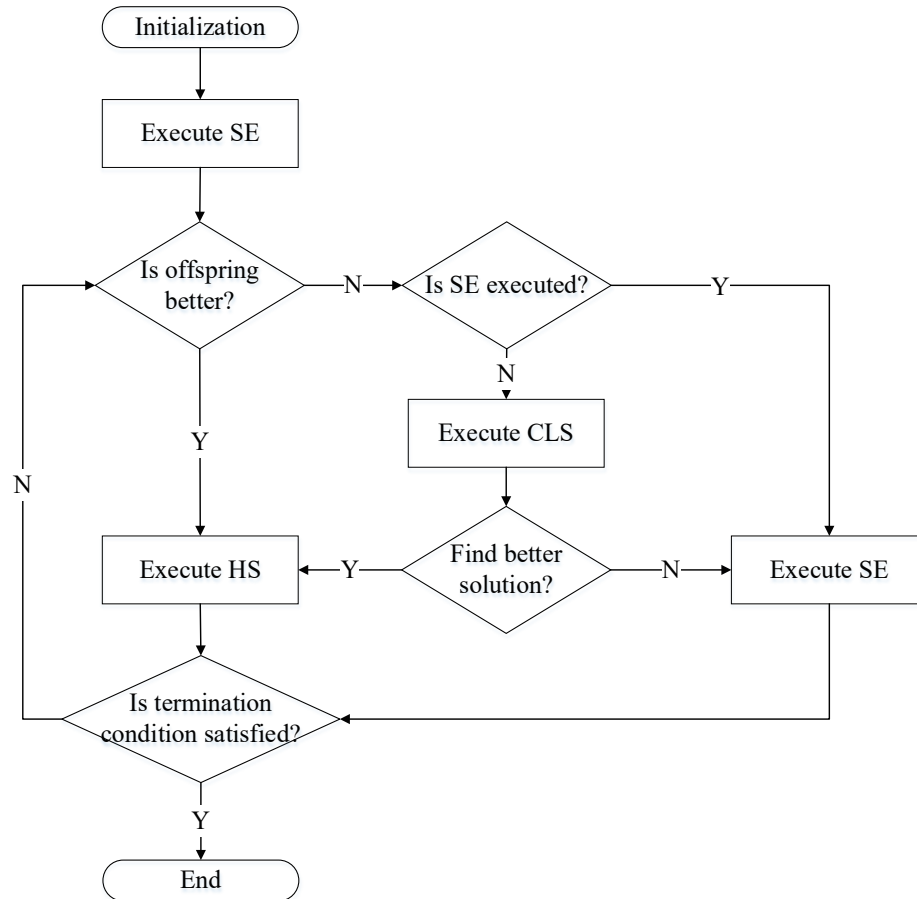 Initialization
Execute SE
Is offspring
better?
N
Is SE executed?
Y
N
Execute CLS
Y
N
Execute HS
Y
Find better
solution?
N
Execute SE
Is termination
condition satisfied?
Y
End